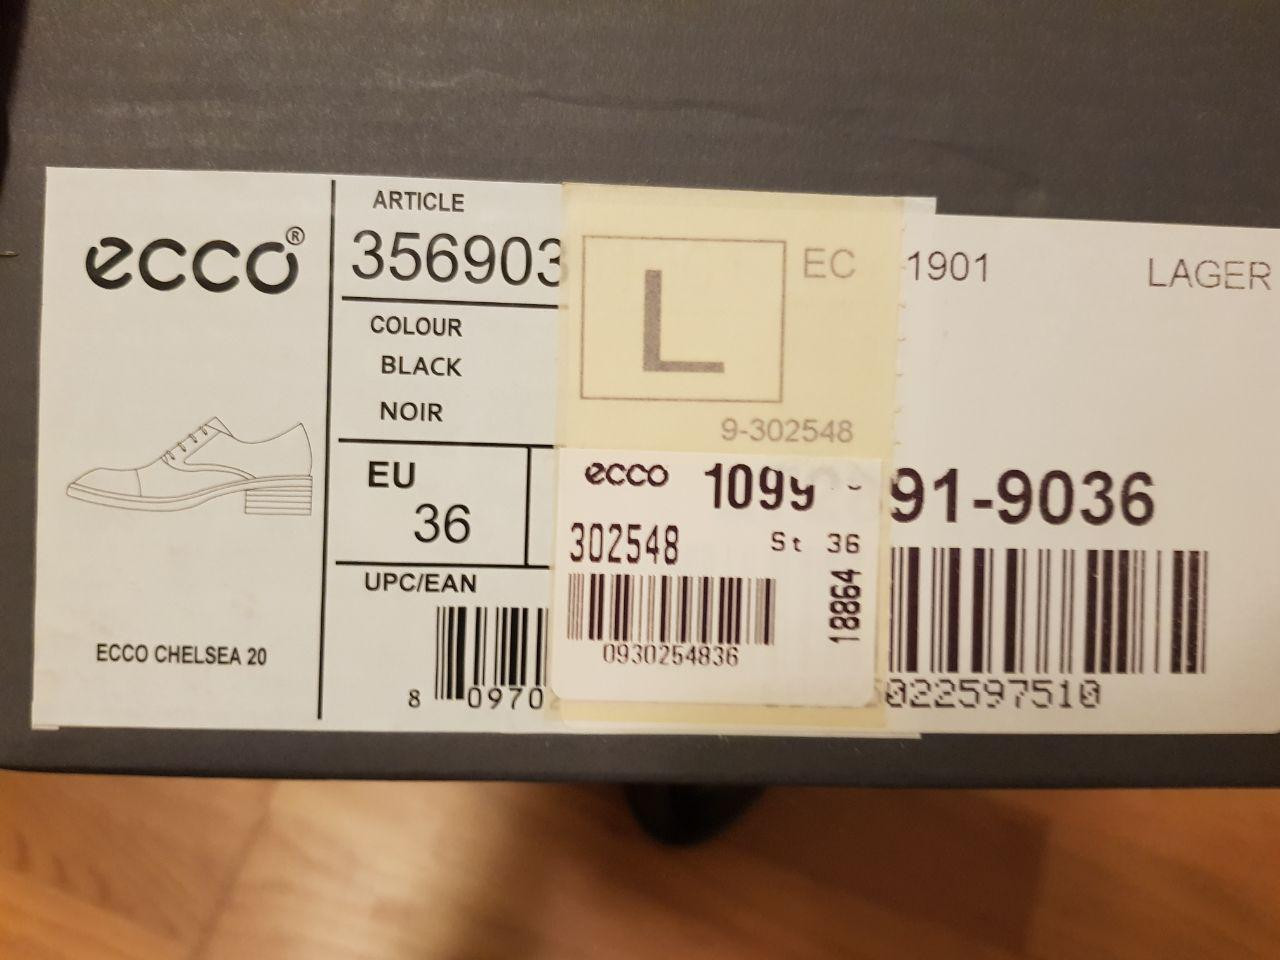 ecco®
ECCO CHELSEA 20
ARTICLE
356903
COLOUR
BLACK
NOIR
EU
36
UPC/EAN
8 0970
L
EC
9-302548
ecco 1099
302548 St 36
18864
0930254836
1901
LAGER
91-9036
022597510